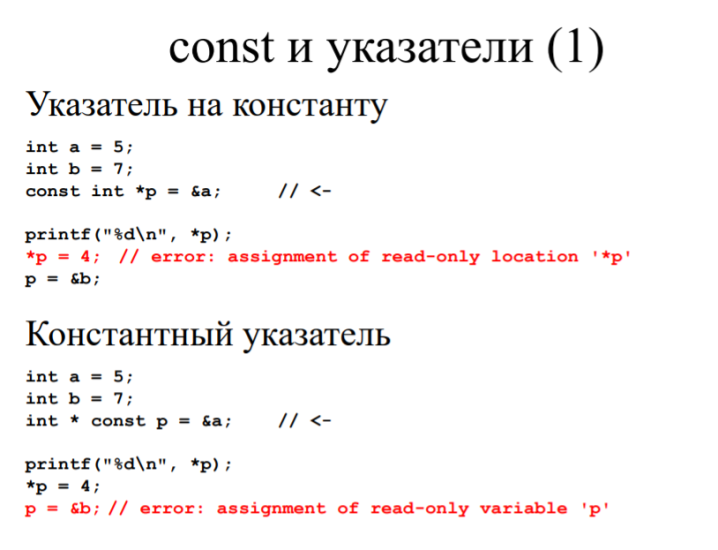 const и указатели (1)
Указатель на константу
int a = 5;
int b = 7;
const int *p = &a;     // <-
printf("%d\n", *p);
*p = 4;  // error: assignment of read-only location '*p'
p = &b;
Константный указатель
int a = 5;
int b = 7;
int * const p = &a;    // <-
printf("%d\n", *p);
*p = 4;
p = &b; // error: assignment of read-only variable 'p'